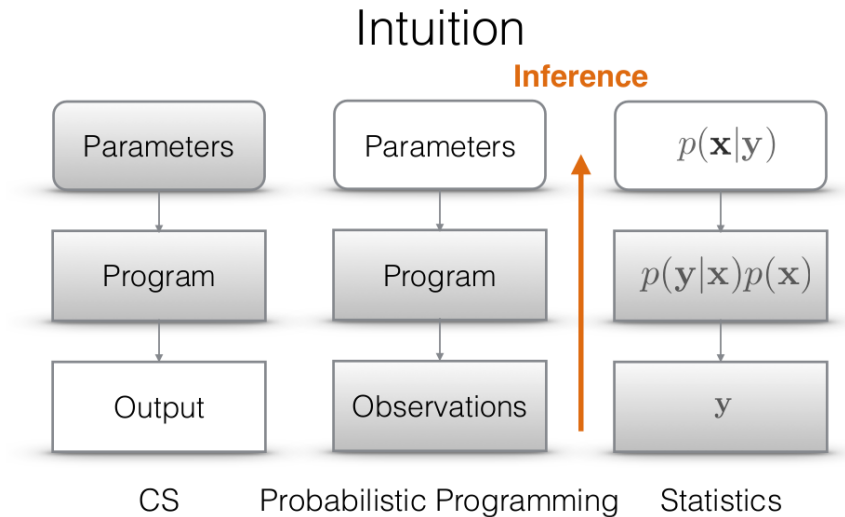 Intuition
Inference
Parameters
Parameters
p(x|y)
Program
Program
p(y|x)p(x)
Output
Observations
y
CS
Probabilistic Programming
Statistics